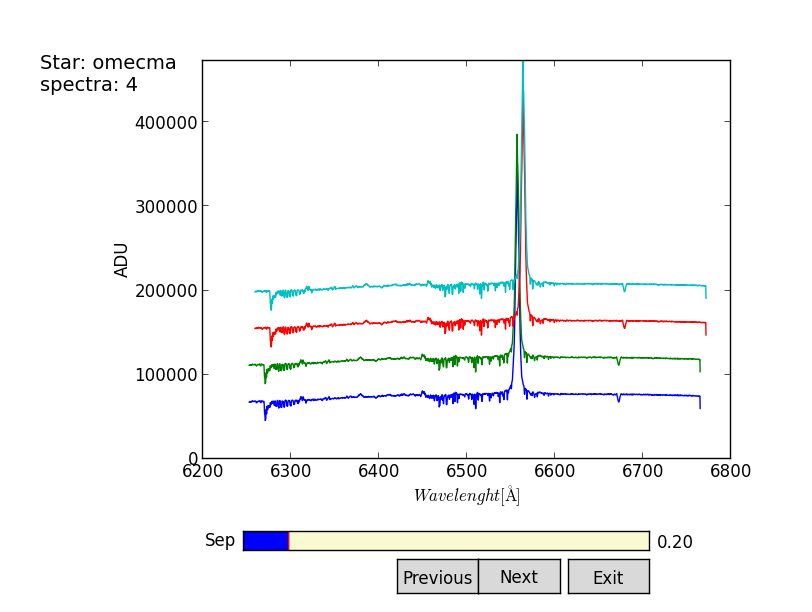 Star: omecma
spectra: 4
400000
300000
200000
100000
0
ADU
6200 6300 6400 6500 6600 6700 6800
Wavelenght[Å]
Sep 0.20
Previous Next Exit